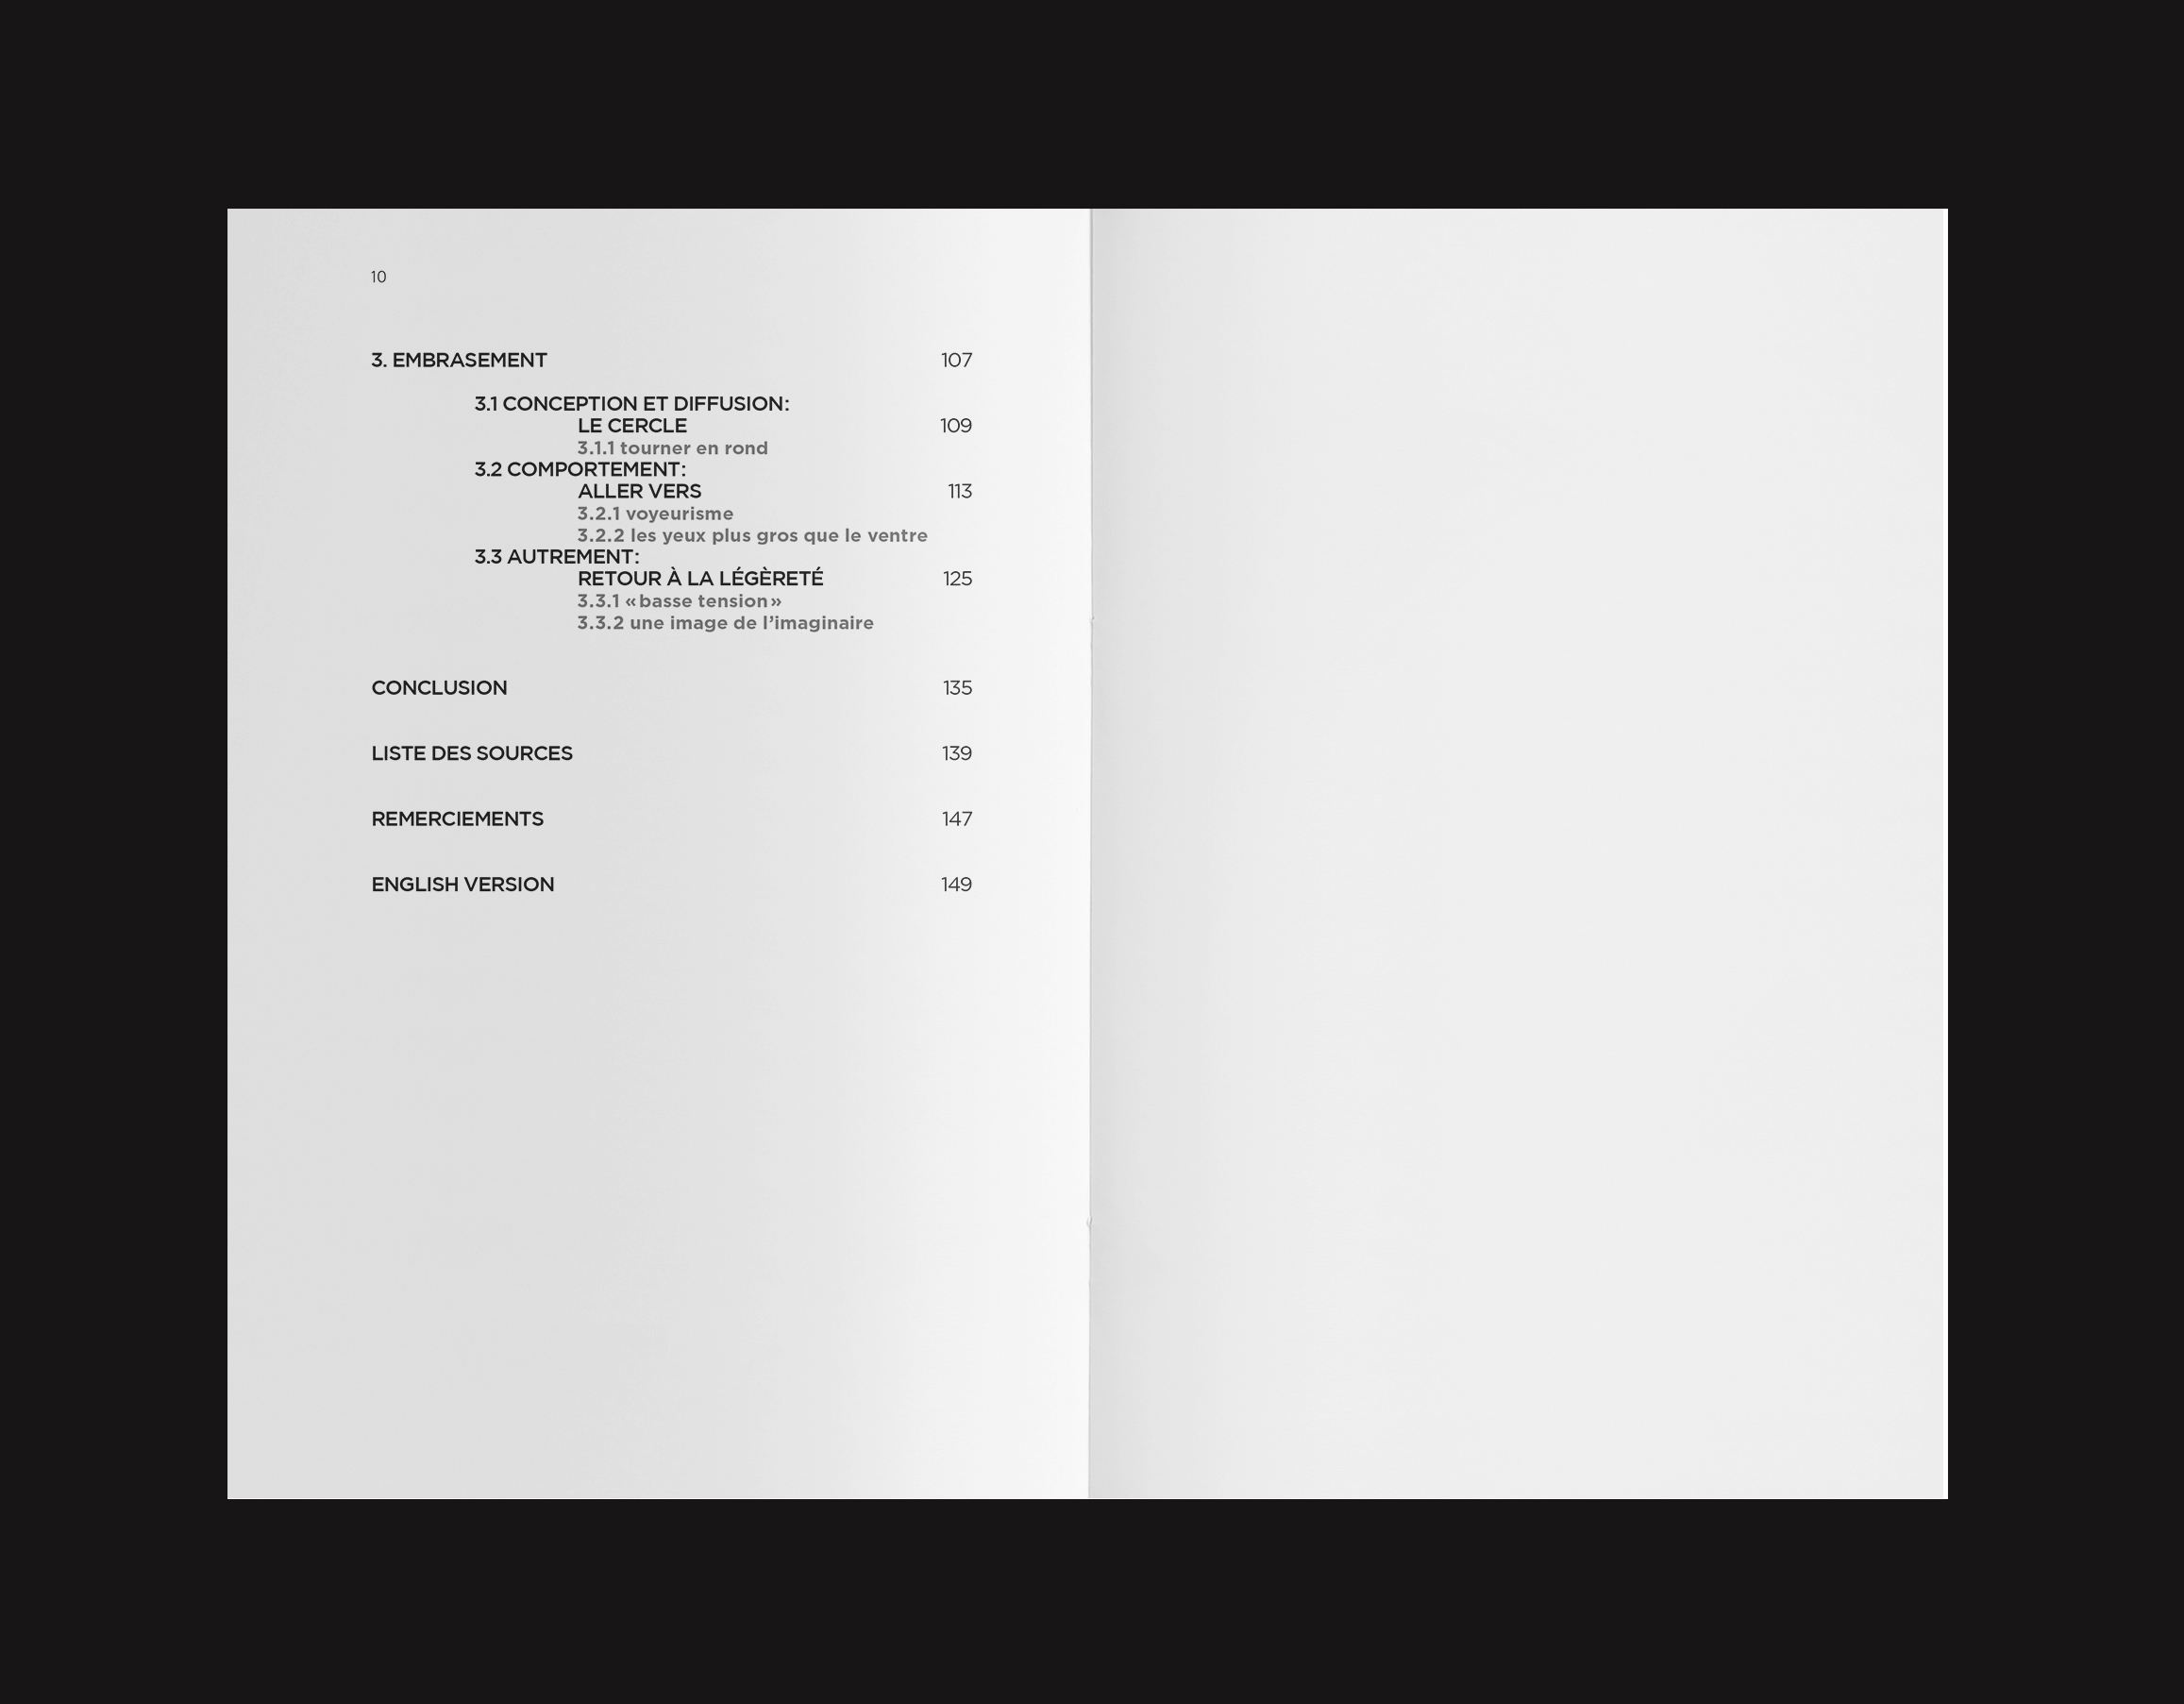 10
3. EMBRASEMENT 107
3.1 CONCEPTION ET DIFFUSION:
LE CERCLE 109
3.1.1 tourner en rond
3.2 COMPORTEMENT:
ALLER VERS 113
3.2.1 voyeurisme
3.2.2 les yeux plus gros que le ventre
3.3 AUTREMENT:
RETOUR À LA LÉGÈRETÉ 125
3.3.1 «basse tension»
3.3.2 une image de l’imaginaire
CONCLUSION 135
LISTE DES SOURCES 139
REMERCIEMENTS 147
ENGLISH VERSION 149